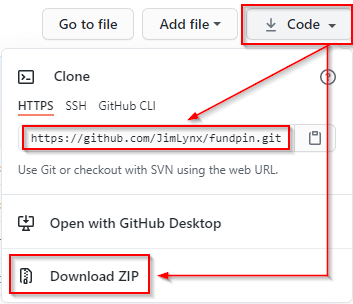 Go to file
Add file
Code
Clone
?
HTTPS SSH GitHub CLI
https://github.com/JimLynx/fundpin.git
Use Git or checkout with SVN using the web URL.
Open with GitHub Desktop
Download ZIP